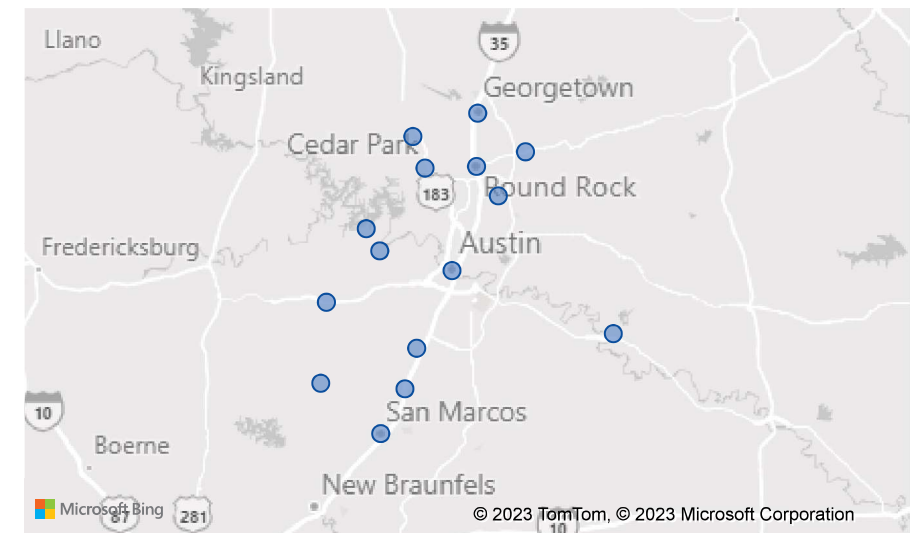 Llano
35
Kingsland
Georgetown
Cedar Park
183
Round Rock
Austin
Fredericksburg
10
San Marcos
Boerne
New Braunfels
Microsoft Bing
87
281
10
© 2023 TomTom, © 2023 Microsoft Corporation